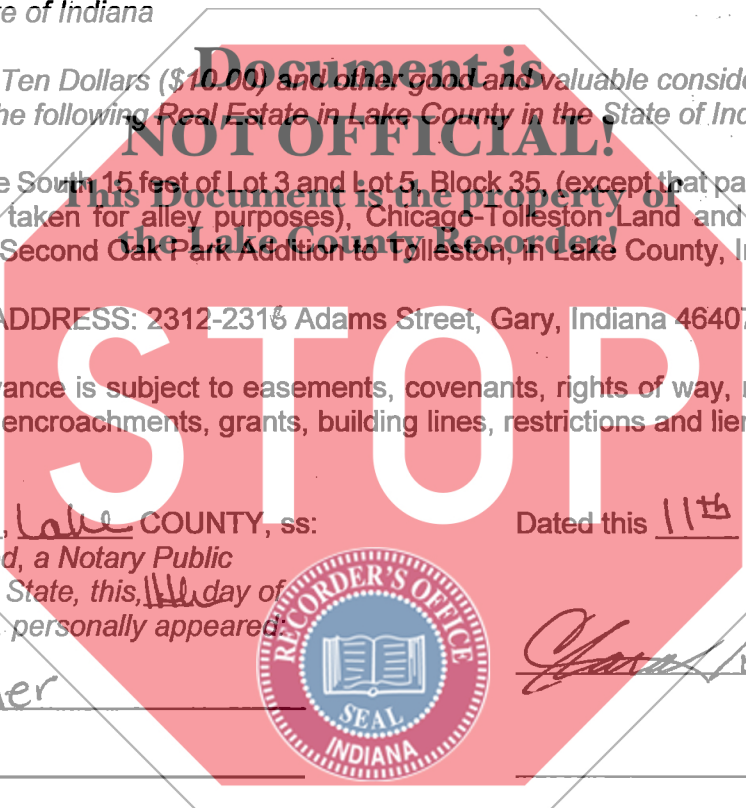 te of Indiana
Document is
Ten Dollars ($10.00) and other good and valuable conside
he following Real Estate in Lake County in the State of Ind
NOT OFFICIAL!
e South 15 feet of Lot 3 and Lot 5, Block 35, (except that pa
This Document is the property of
taken for alley purposes), Chicago-Tolleston Land and
the Lake County Recorder!
Second Oak Park Addition to Tolleston, in Lake County, In
ADDRESS: 2312-2316 Adams Street, Gary, Indiana 46407
STOP
ance is subject to easements, covenants, rights of way, r
encroachments, grants, building lines, restrictions and lien
, Lake COUNTY, ss:
Dated this 11th
d, a Notary Public
State, this, 11th day of
personally appeared:
RECORDER'S OFFICE
SEAL
INDIANA
er